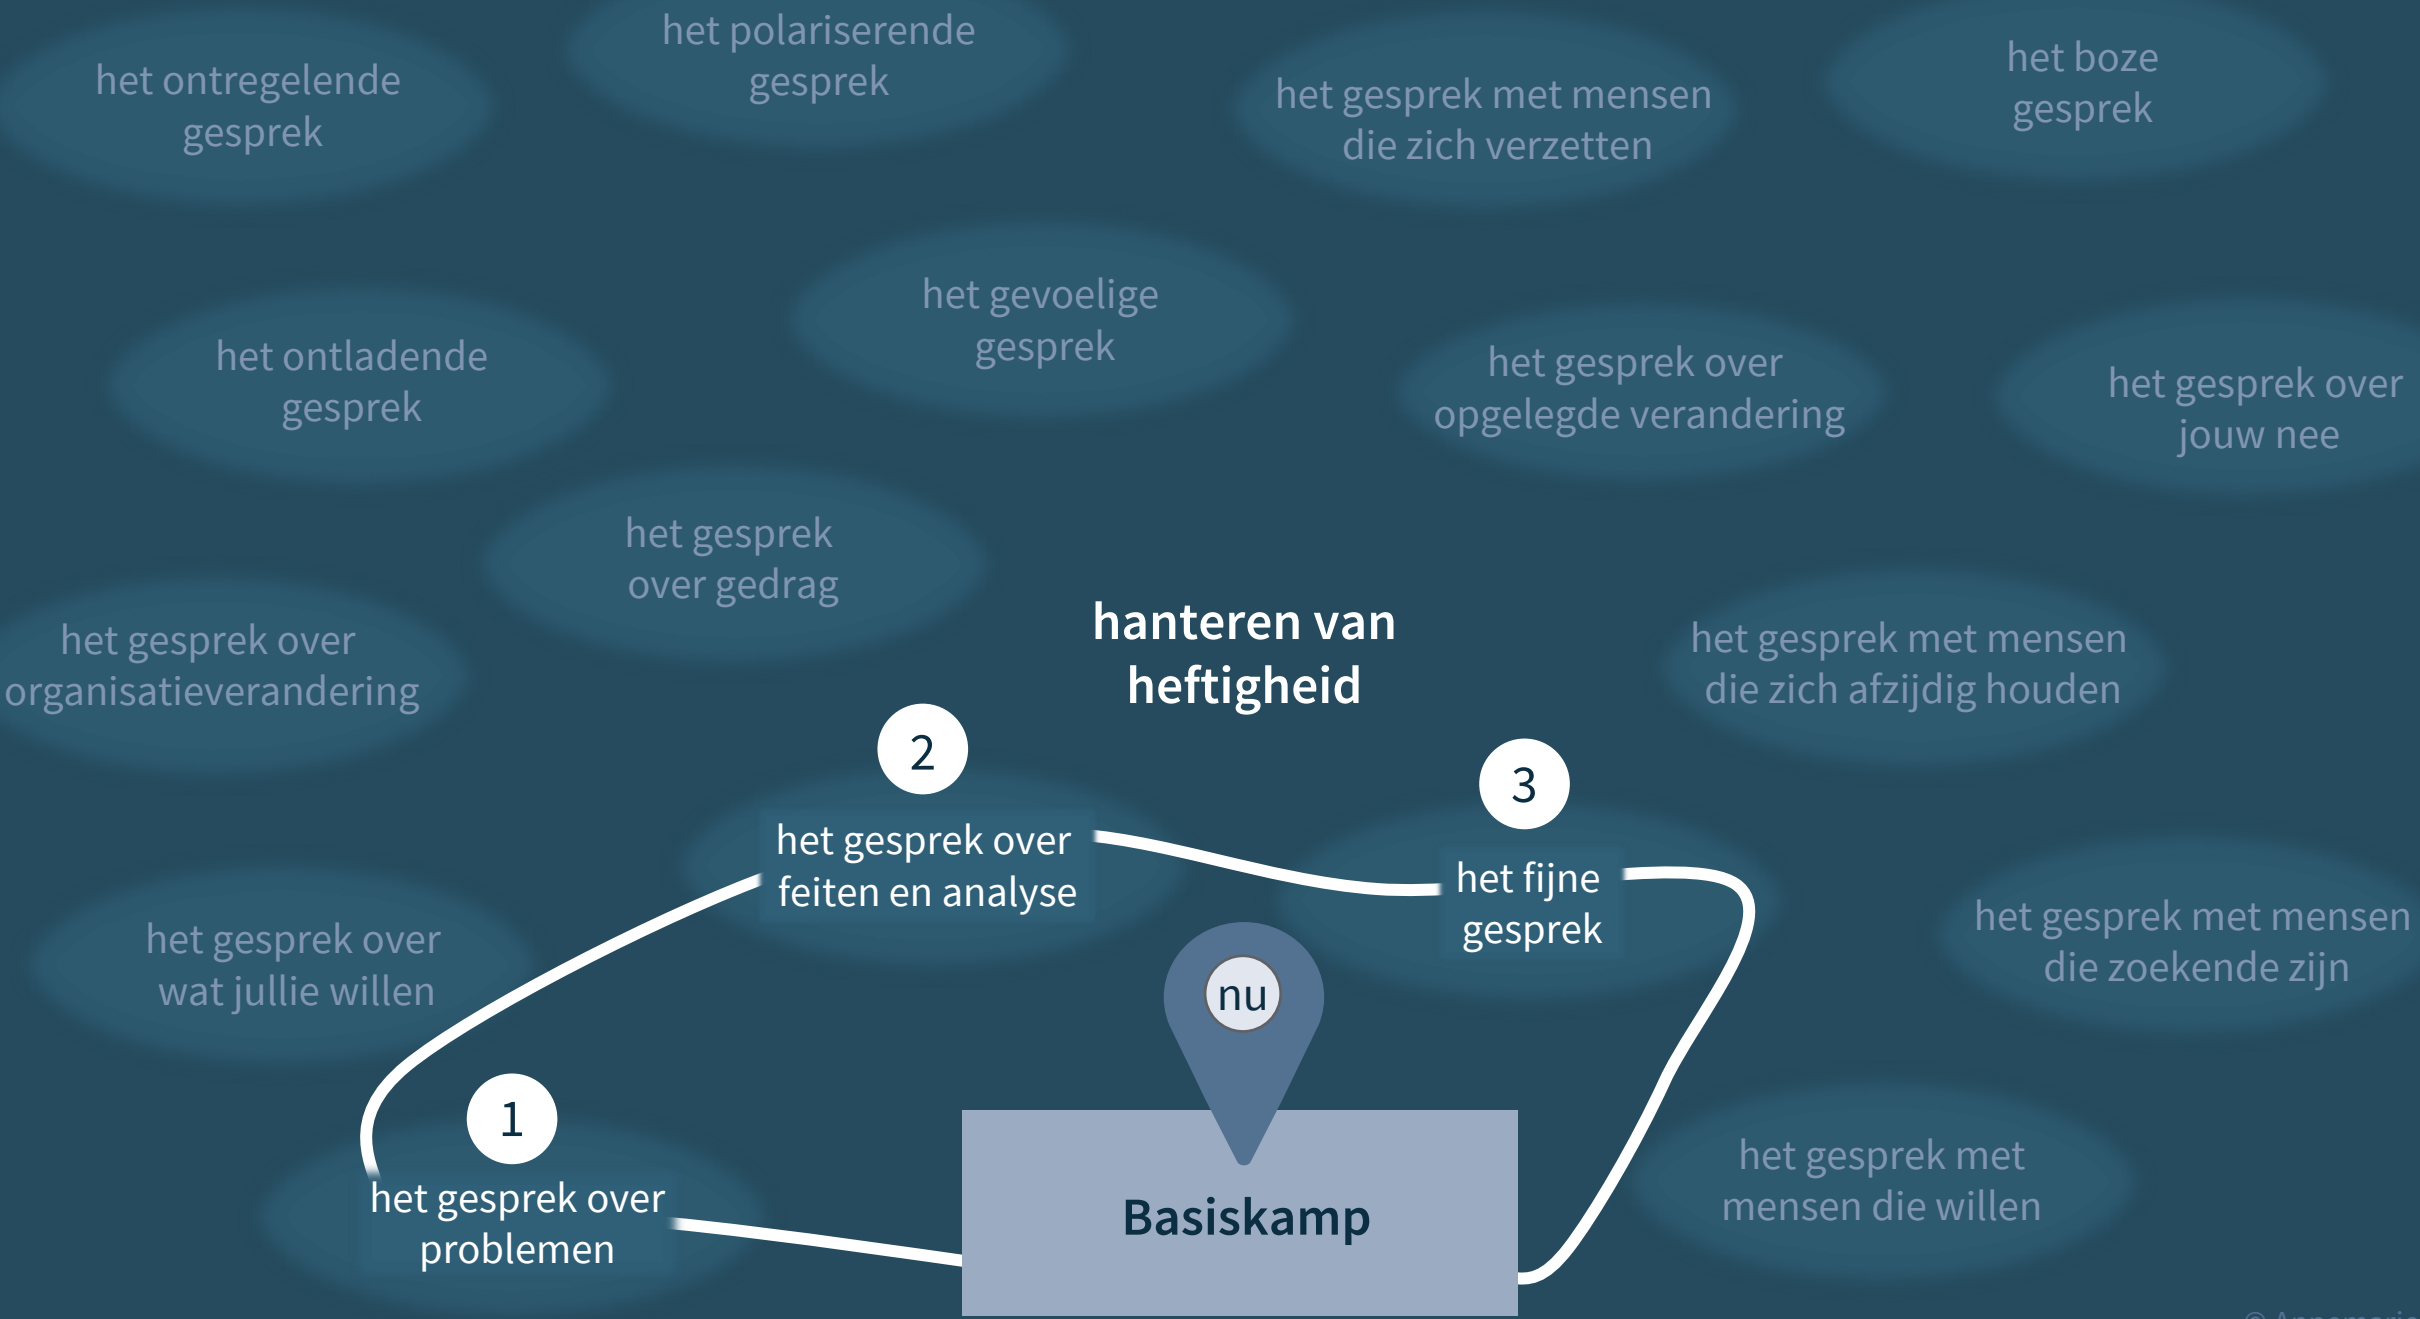 het polariserende
gesprek
het ontregelende
gesprek
het gesprek met mensen
die zich verzetten
het boze
gesprek
het gevoelige
gesprek
het ontladende
gesprek
het gesprek over
opgelegde verandering
het gesprek over
jouw nee
het gesprek
over gedrag
hanteren van
heftigheid
het gesprek over
organisatieverandering
het gesprek met mensen
die zich afzijdig houden
2
het gesprek over
feiten en analyse
3
het fijne
gesprek
het gesprek over
wat jullie willen
het gesprek met mensen
die zoekende zijn
nu
1
het gesprek over
problemen
Basiskamp
het gesprek met
mensen die willen